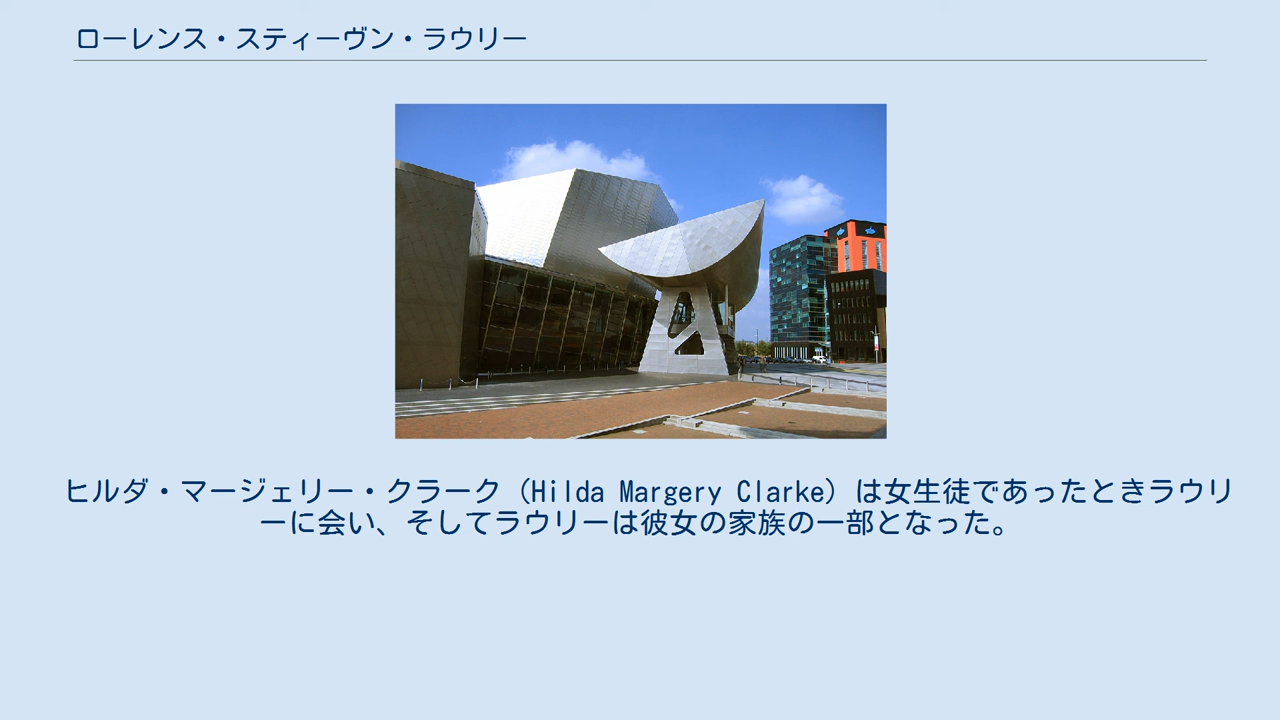 ローレンス・スティーヴン・ラウリー
ヒルダ・マージェリー・クラーク（Hilda Margery Clarke）は女生徒であったときラウリ
ーに会い、そしてラウリーは彼女の家族の一部となった。